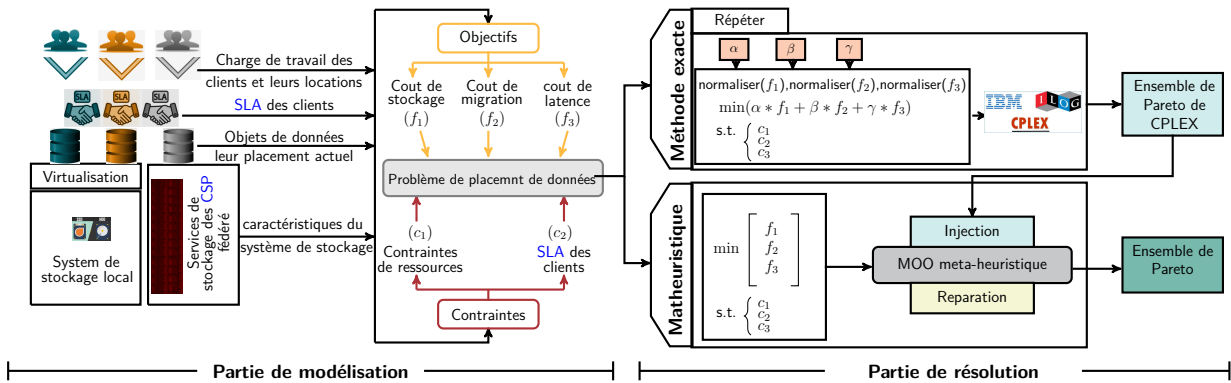 Charge de travail des
clients et leurs locations
SLA SLA SLA
SLA des clients
Objets de données
leur placement actuel
Virtualisation
System de
stockage local
Services de
stockage des CSP
fédéré
caractéristiques du
système de stockage
Objectifs
Cout de
stockage
(f1)
Cout de
migration
(f2)
cout de
latence
(f3)
Problème de placemnt de données
(c1)
Contraintes
de ressources
(c2)
SLA des
clients
Contraintes
Partie de modélisation
Méthode exacte
Répéter
α β γ
normaliser(f1),normaliser(f2),normaliser(f3)
min(α ∗ f1 + β ∗ f2 + γ ∗ f3)
s.t. { c1
c2
c3
IBM ILOG
CPLEX
Ensemble de
Pareto de
CPLEX
Matheuristique
min [ f1
f2
f3 ]
s.t. { c1
c2
c3
Injection
MOO meta-heuristique
Reparation
Ensemble de
Pareto
Partie de résolution